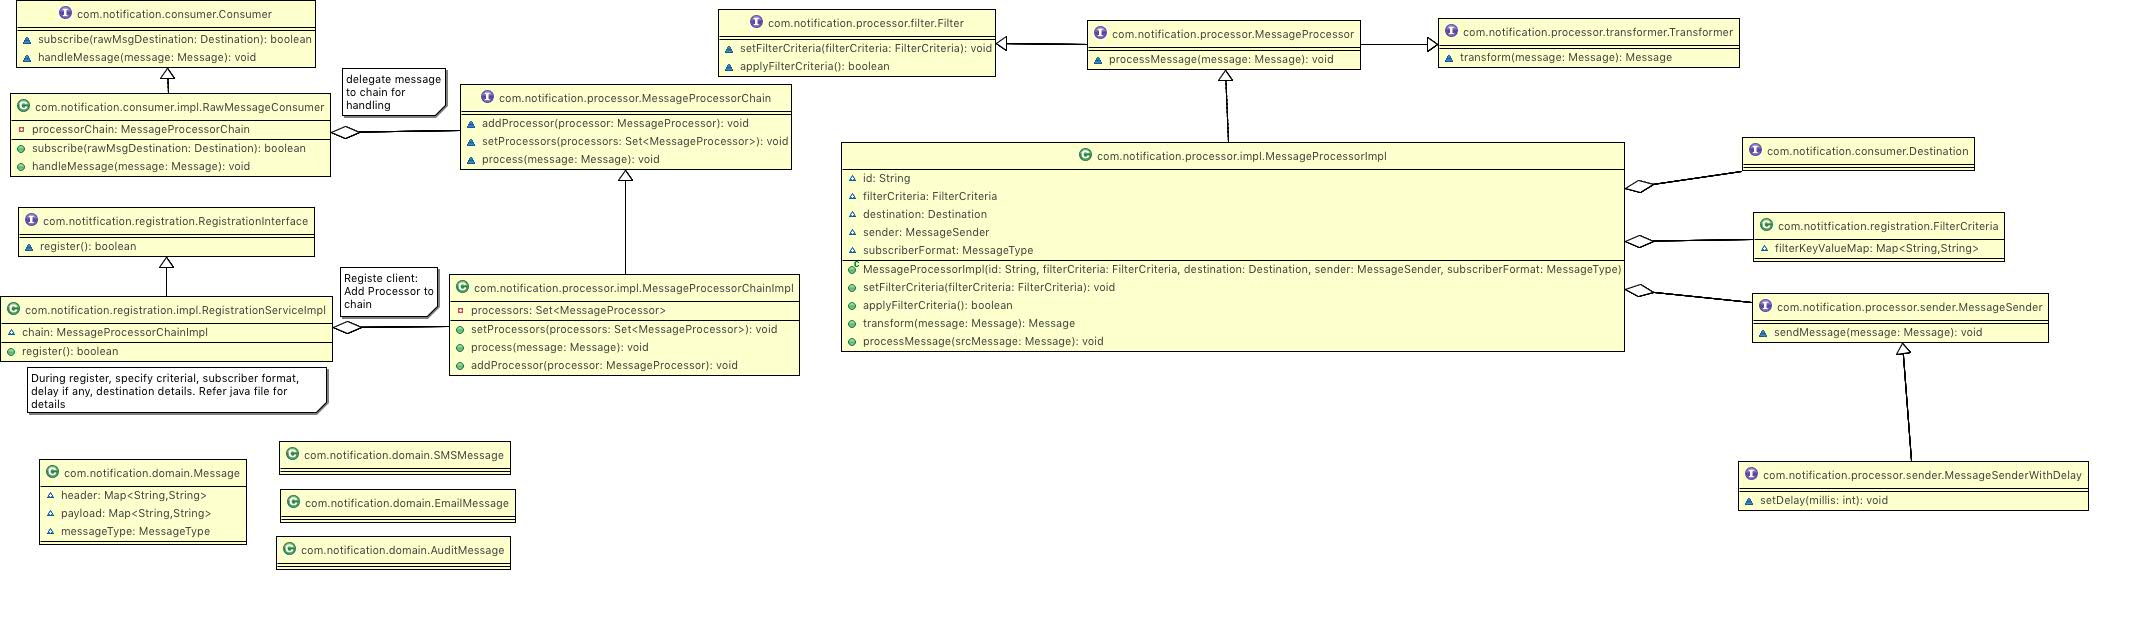 com.notification.consumer.Consumer
subscribe(rawMsgDestination: Destination): boolean
handleMessage(message: Message): void
com.notification.consumer.impl.RawMessageConsumer
processorChain: MessageProcessorChain
subscribe(rawMsgDestination: Destination): boolean
handleMessage(message: Message): void
delegate message
to chain for
handling
com.notification.processor.MessageProcessorChain
addProcessor(processor: MessageProcessor): void
setProcessors(processors: Set<MessageProcessor>): void
process(message: Message): void
com.notitfication.registration.RegistrationInterface
register(): boolean
com.notification.registration.impl.RegistrationServiceImpl
chain: MessageProcessorChainImpl
register(): boolean
Registe client:
Add Processor to
chain
com.notification.processor.impl.MessageProcessorChainImpl
processors: Set<MessageProcessor>
setProcessors(processors: Set<MessageProcessor>): void
process(message: Message): void
addProcessor(processor: MessageProcessor): void
During register, specify criterial, subscriber format,
delay if any, destination details. Refer java file for
details
com.notification.domain.Message
header: Map<String,String>
payload: Map<String,String>
messageType: MessageType
com.notification.domain.SMSMessage
com.notification.domain.EmailMessage
com.notification.domain.AuditMessage
com.notification.processor.filter.Filter
setFilterCriteria(filterCriteria: FilterCriteria): void
applyFilterCriteria(): boolean
com.notification.processor.MessageProcessor
processMessage(message: Message): void
com.notification.processor.transformer.Transformer
transform(message: Message): Message
com.notification.processor.impl.MessageProcessorImpl
id: String
filterCriteria: FilterCriteria
destination: Destination
sender: MessageSender
subscriberFormat: MessageType
MessageProcessorImpl(id: String, filterCriteria: FilterCriteria, destination: Destination, sender: MessageSender, subscriberFormat: MessageType)
setFilterCriteria(filterCriteria: FilterCriteria): void
applyFilterCriteria(): boolean
transform(message: Message): Message
processMessage(srcMessage: Message): void
com.notification.consumer.Destination
com.notitfication.registration.FilterCriteria
filterKeyValueMap: Map<String,String>
com.notification.processor.sender.MessageSender
sendMessage(message: Message): void
com.notification.processor.sender.MessageSenderWithDelay
setDelay(millis: int): void